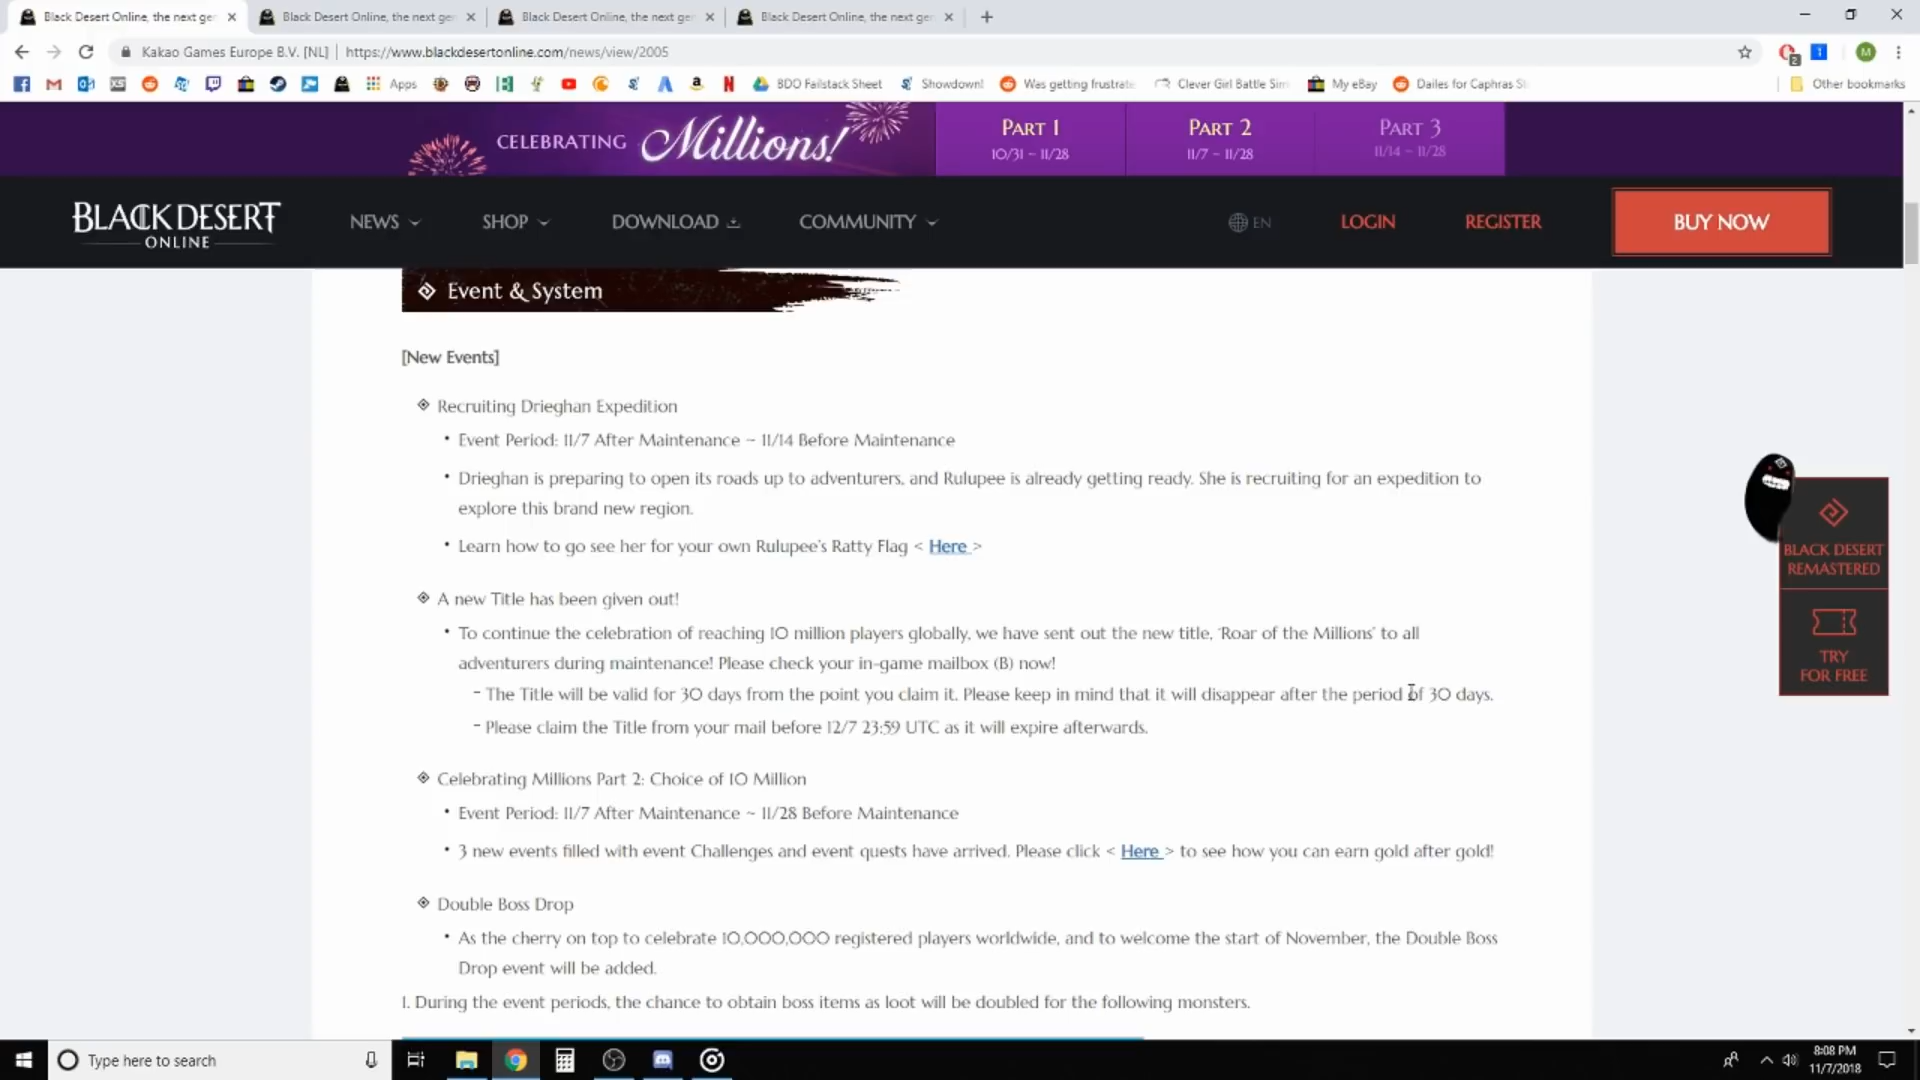 Black Desert Online, the next ger
Black Desert Online, the next ger
Black Desert Online, the next ger
Black Desert Online, the next ger
Kakao Games Europe B.V. [NL] | https://www.blackdesertonline.com/news/view/2005
Apps BDO Failstack Sheet Showdown! Was getting frustrate Clever Girl Battle Sim My eBay Dailes for Caphras St Other bookmarks
CELEBRATING Millions!
PART 1
10/31 ~ 11/28
PART 2
11/7 ~ 11/28
PART 3
11/14 ~ 11/28
BLACK DESERT
ONLINE
NEWS SHOP DOWNLOAD COMMUNITY EN LOGIN REGISTER BUY NOW
Event & System
[New Events]
Recruiting Drieghan Expedition
• Event Period: 11/7 After Maintenance ~ 11/14 Before Maintenance
• Drieghan is preparing to open its roads up to adventurers, and Rulupee is already getting ready. She is recruiting for an expedition to
explore this brand new region.
• Learn how to go see her for your own Rulupee's Ratty Flag < Here >
A new Title has been given out!
• To continue the celebration of reaching 10 million players globally, we have sent out the new title, 'Roar of the Millions' to all
adventurers during maintenance! Please check your in-game mailbox (B) now!
- The Title will be valid for 30 days from the point you claim it. Please keep in mind that it will disappear after the period of 30 days.
- Please claim the Title from your mail before 12/7 23:59 UTC as it will expire afterwards.
Celebrating Millions Part 2: Choice of 10 Million
• Event Period: 11/7 After Maintenance ~ 11/28 Before Maintenance
• 3 new events filled with event Challenges and event quests have arrived. Please click < Here > to see how you can earn gold after gold!
Double Boss Drop
• As the cherry on top to celebrate 10,000,000 registered players worldwide, and to welcome the start of November, the Double Boss
Drop event will be added.
1. During the event periods, the chance to obtain boss items as loot will be doubled for the following monsters.
BLACK DESERT
REMASTERED
TRY
FOR FREE
Type here to search
8:08 PM
11/7/2018